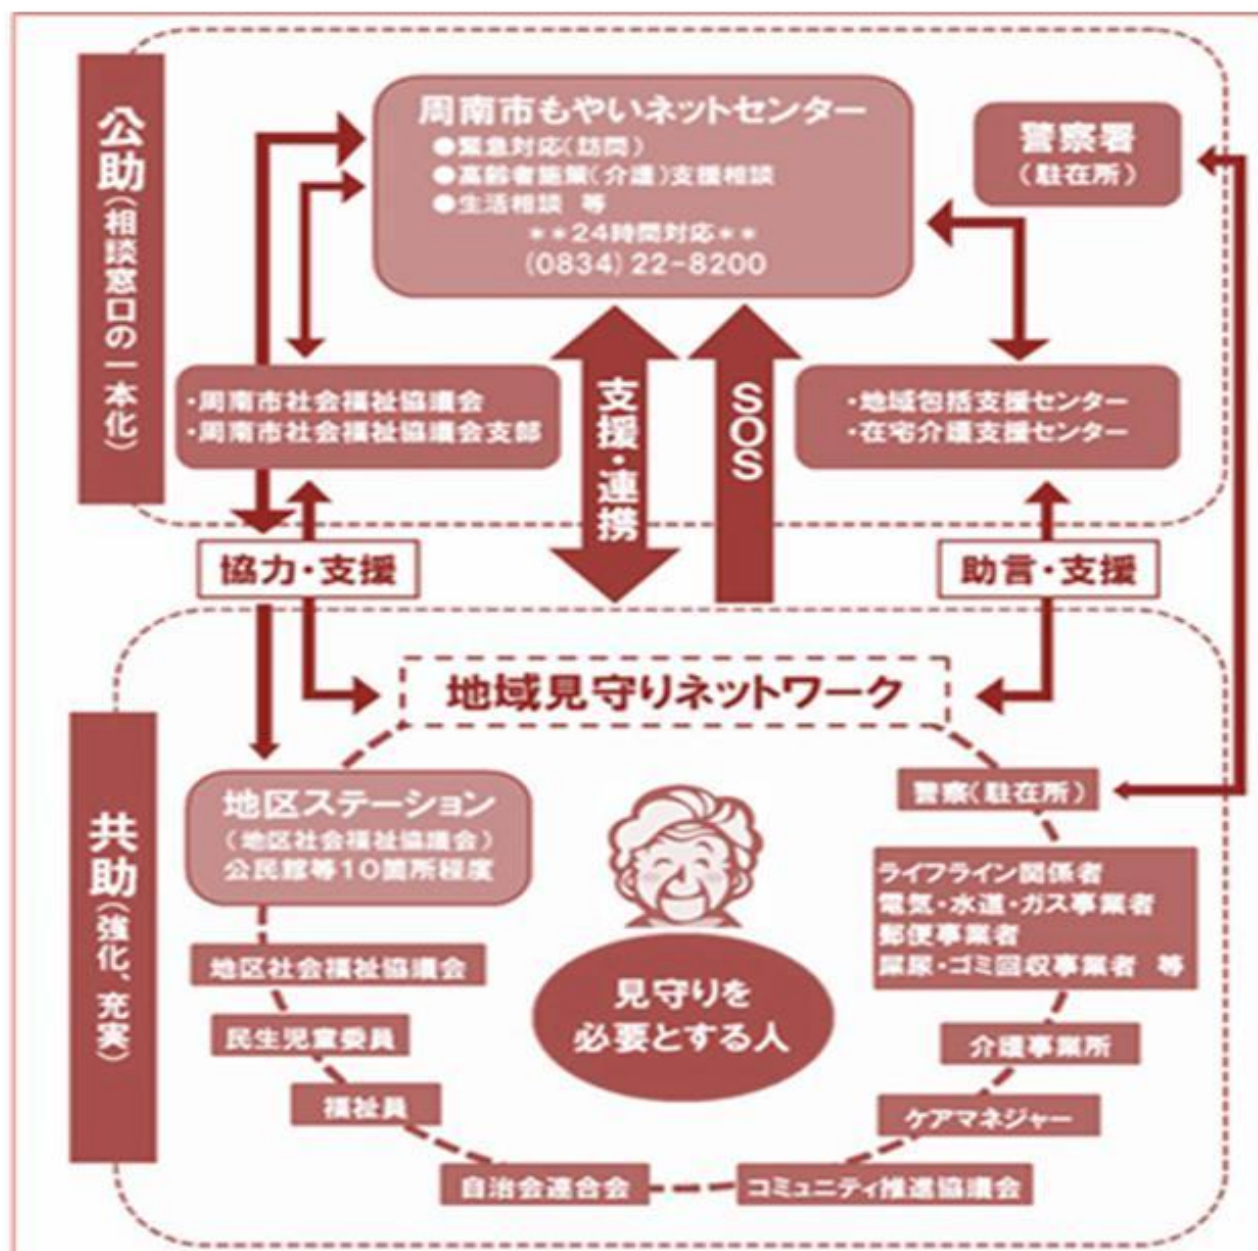 公助(相談窓口の一本化)
周南市もやいネットセンター
●緊急対応(訪問)
●高齢者施策(介護)支援相談
●生活相談 等
**24時間対応**
(0834)22-8200
警察署
(駐在所)
・周南市社会福祉協議会
・周南市社会福祉協議会支部
支援・連携
SOS
・地域包括支援センター
・在宅介護支援センター
協力・支援
助言・支援
共助(強化、充実)
地域見守りネットワーク
地区ステーション
(地区社会福祉協議会)
公民館等10箇所程度
地区社会福祉協議会
民生児童委員
福祉員
自治会連合会
コミュニティ推進協議会
ケアマネジャー
介護事業所
ライフライン関係者
電気・水道・ガス事業者
郵便事業者
屎尿・ゴミ回収事業者 等
警察(駐在所)
見守りを
必要とする人